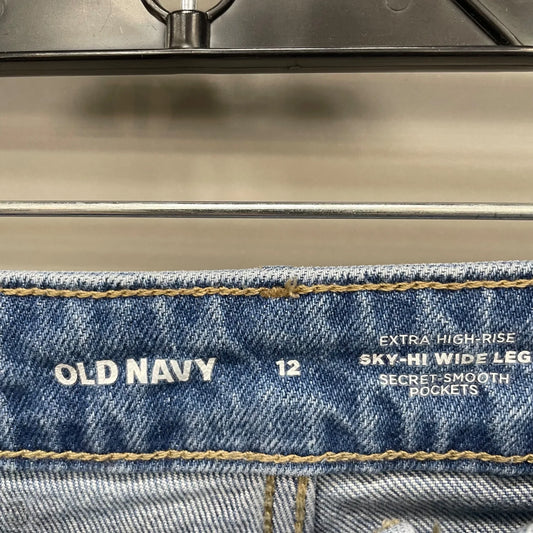 OLD NAVY
12
EXTRA HIGH-RISE
SKY-HI WIDE LEG
SECRET-SMOOTH
POCKETS